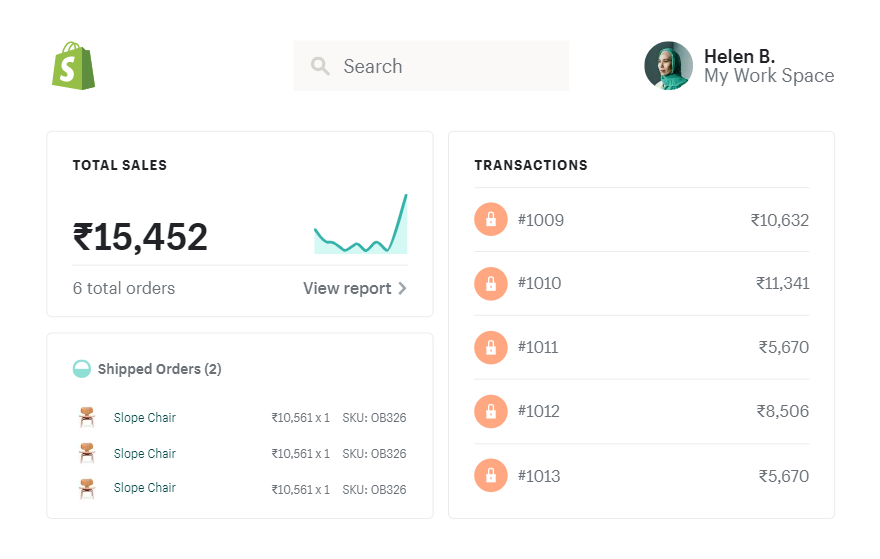 S
Search
Helen B.
My Work Space
TOTAL SALES
₹15,452
6 total orders
View report
Shipped Orders (2)
Slope Chair ₹10,561 x 1 SKU: OB326
Slope Chair ₹10,561 x 1 SKU: OB326
Slope Chair ₹10,561 x 1 SKU: OB326
TRANSACTIONS
#1009 ₹10,632
#1010 ₹11,341
#1011 ₹5,670
#1012 ₹8,506
#1013 ₹5,670